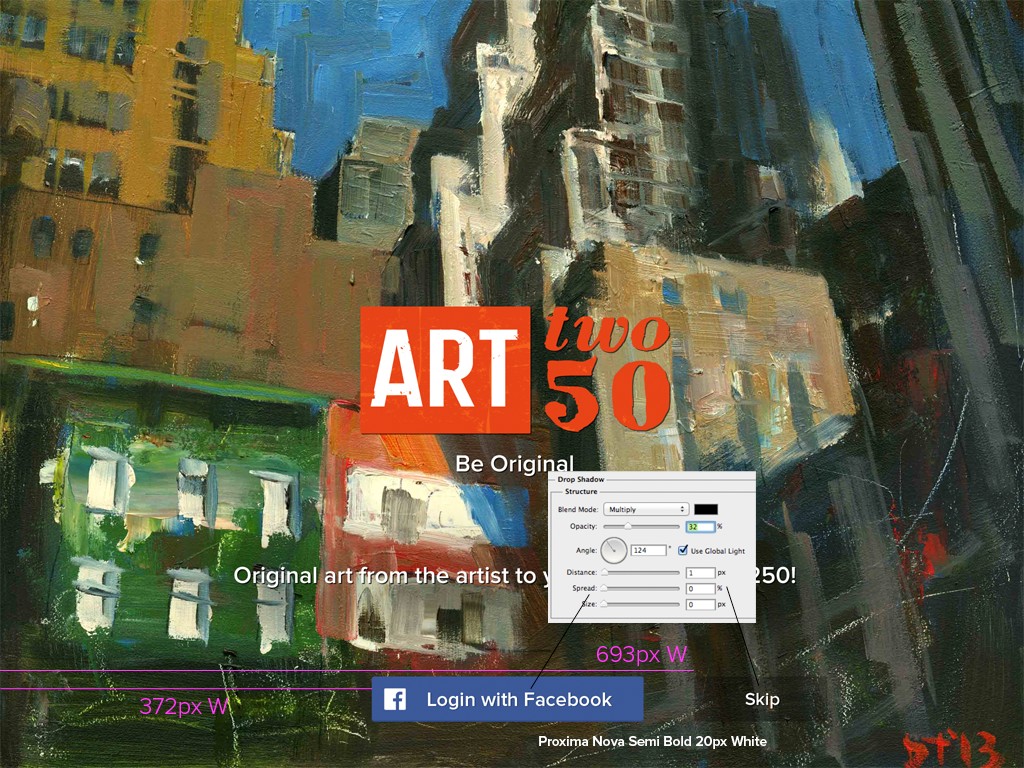 ART two
50
Be Original
Drop Shadow
Structure
Blend Mode: Multiply
Opacity: 32 %
Angle: 124 ° Use Global Light
Distance: 1 px
Spread: 0 %
Size: 0 px
Original art from the artist to y 250!
693px W
372px W
Login with Facebook
Skip
Proxima Nova Semi Bold 20px White
DT'13